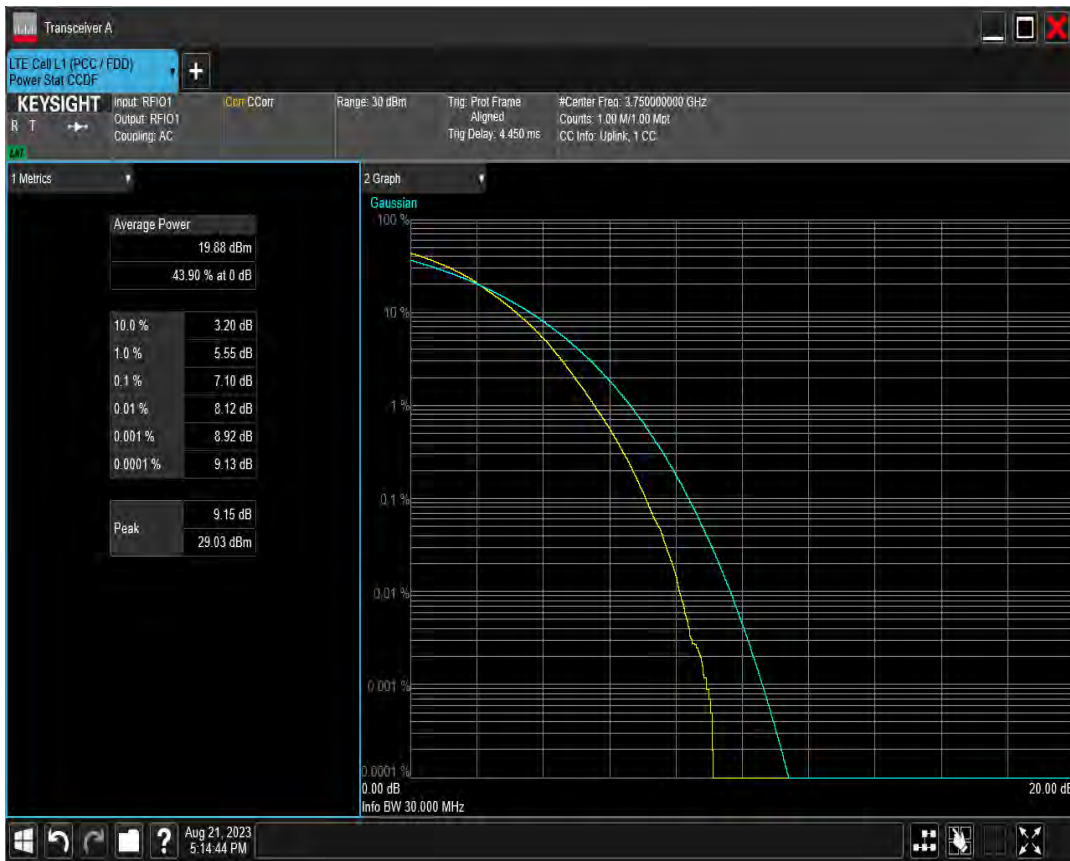 Transceiver A
LTE Cell L1 (PCC / FDD)
Power Stat CCDF
+
KEYSIGHT
R T
LXI
Input: RFIO1
Output: RFIO1
Coupling: AC
iCorr CCorr
Range: 30 dBm
Trig: Prot Frame
Aligned
Trig Delay: 4.450 ms
#Center Freq: 3.750000000 GHz
Counts: 1.00 M/1.00 Mpt
CC Info: Uplink, 1 CC
1 Metrics
Average Power
19.88 dBm
43.90 % at 0 dB
10.0 % 3.20 dB
1.0 % 5.55 dB
0.1 % 7.10 dB
0.01 % 8.12 dB
0.001 % 8.92 dB
0.0001 % 9.13 dB
Peak
9.15 dB
29.03 dBm
2 Graph
Gaussian
100 %
10 %
1 %
0.1 %
0.01 %
0.001 %
0.0001 %
0.00 dB
20.00 dB
Info BW 30.000 MHz
?
Aug 21, 2023
5:14:44 PM